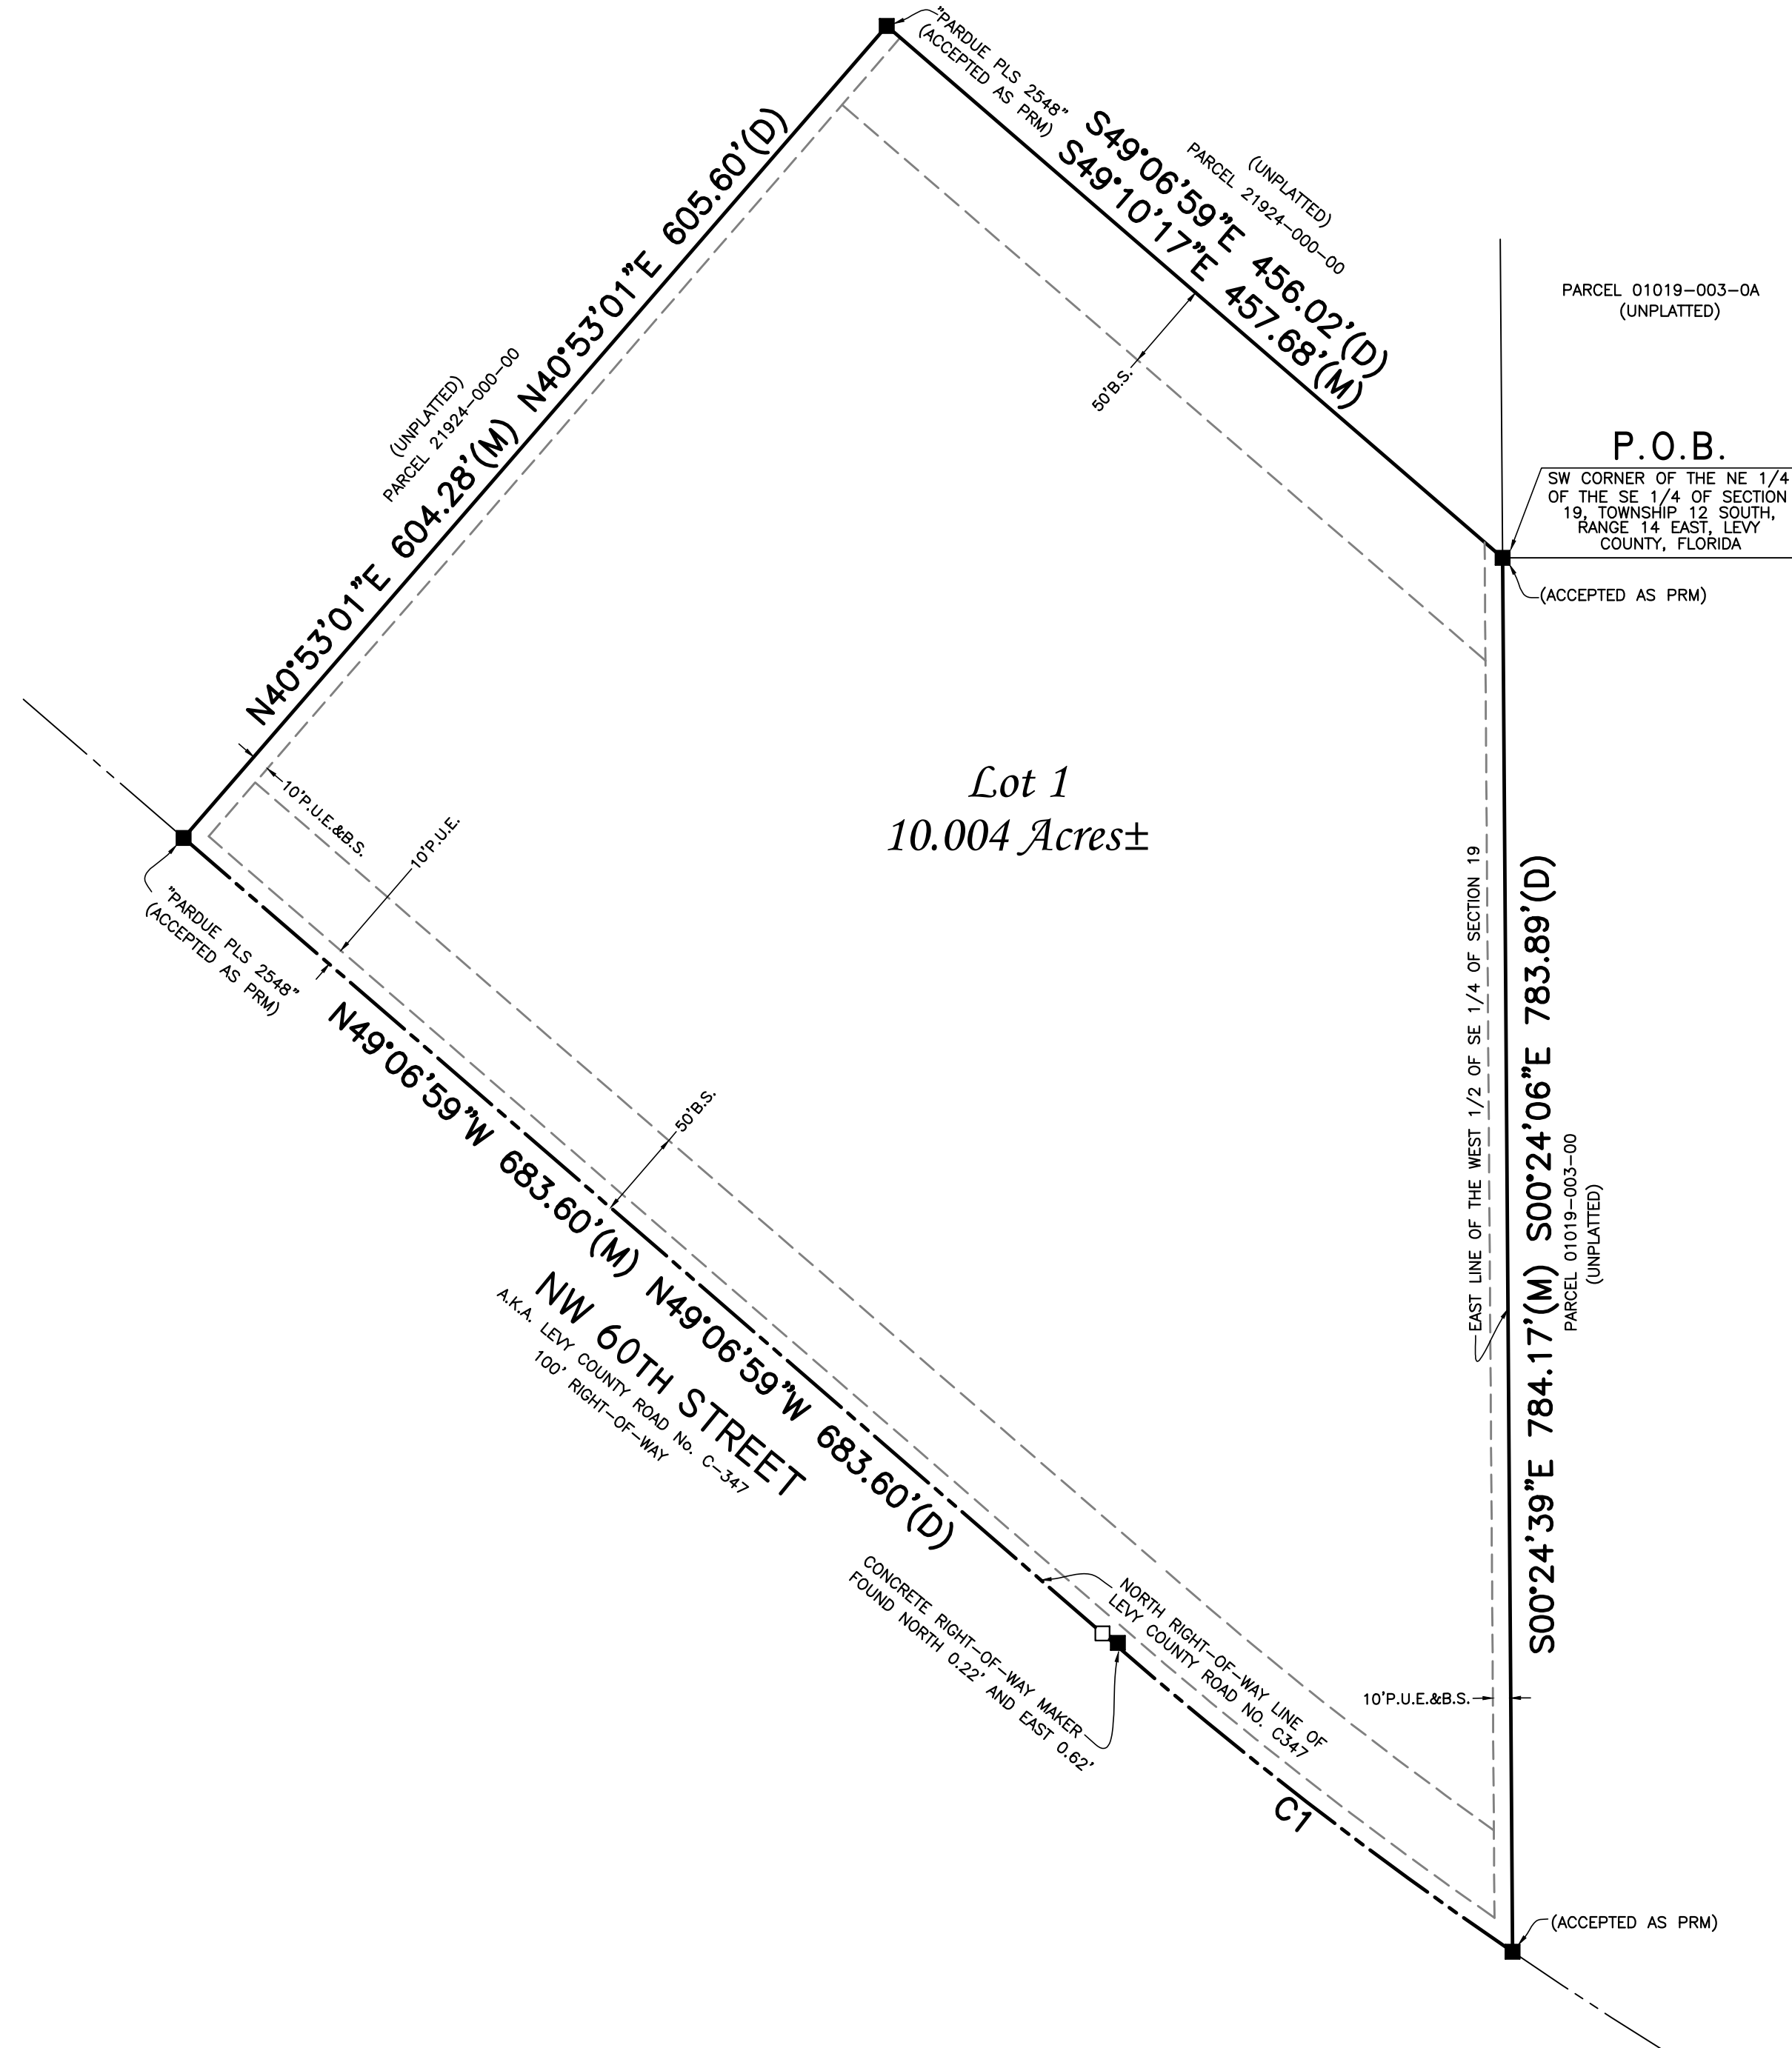 "PARDUE PLS 2548"
(ACCEPTED AS PRM)
S49°06'59"E 456.02'(D)
S49°10'17"E 457.68'(M)
(UNPLATTED)
PARCEL 21924-000-00
50'B.S.
PARCEL 01019-003-0A
(UNPLATTED)
P.O.B.
SW CORNER OF THE NE 1/4
OF THE SE 1/4 OF SECTION
19, TOWNSHIP 12 SOUTH,
RANGE 14 EAST, LEVY
COUNTY, FLORIDA
(ACCEPTED AS PRM)
N40°53'01"E 604.28'(M) N40°53'01"E 605.60'(D)
(UNPLATTED)
PARCEL 21924-000-00
10'P.U.E.&B.S.
10'P.U.E.
Lot 1
10.004 Acres±
"PARDUE PLS 2548"
(ACCEPTED AS PRM)
EAST LINE OF THE WEST 1/2 OF SE 1/4 OF SECTION 19
S00°24'39"E 784.17'(M) S00°24'06"E 783.89'(D)
PARCEL 01019-003-00
(UNPLATTED)
50'B.S.
N49°06'59"W 683.60'(M) N49°06'59"W 683.60'(D)
NW 60TH STREET
A.K.A. LEVY COUNTY ROAD No. C-347
100' RIGHT-OF-WAY
CONCRETE RIGHT-OF-WAY MAKER
FOUND NORTH 0.22' AND EAST 0.62'
NORTH RIGHT-OF-WAY LINE OF
LEVY COUNTY ROAD NO. C347
10'P.U.E.&B.S.
C1
(ACCEPTED AS PRM)